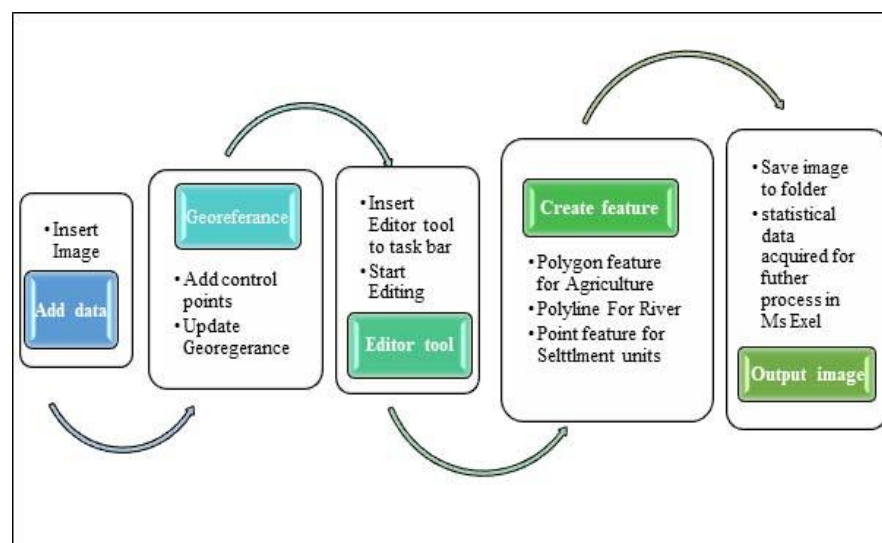 • Insert
Image
Add data
Georeferance
• Add control
points
• Update
Georegerance
• Insert
Editor tool
to task bar
• Start
Editing
Editor tool
Create feature
• Polygon feature
for Agriculture
• Polyline For River
• Point feature for
Selttlment units
• Save image
to folder
• statistical
data
acquired for
futher
process in
Ms Exel
Output image